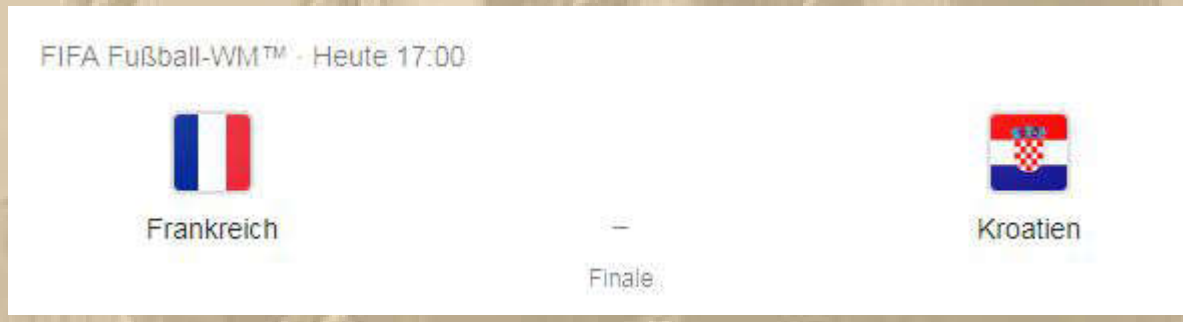 FIFA Fußball-WM™ · Heute 17:00
Frankreich – Kroatien
Finale